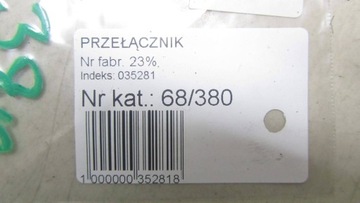 PRZEŁĄCZNIK
Nr fabr. 23%.
Indeks: 035281
Nr kat.: 68/380
1 000000 352818